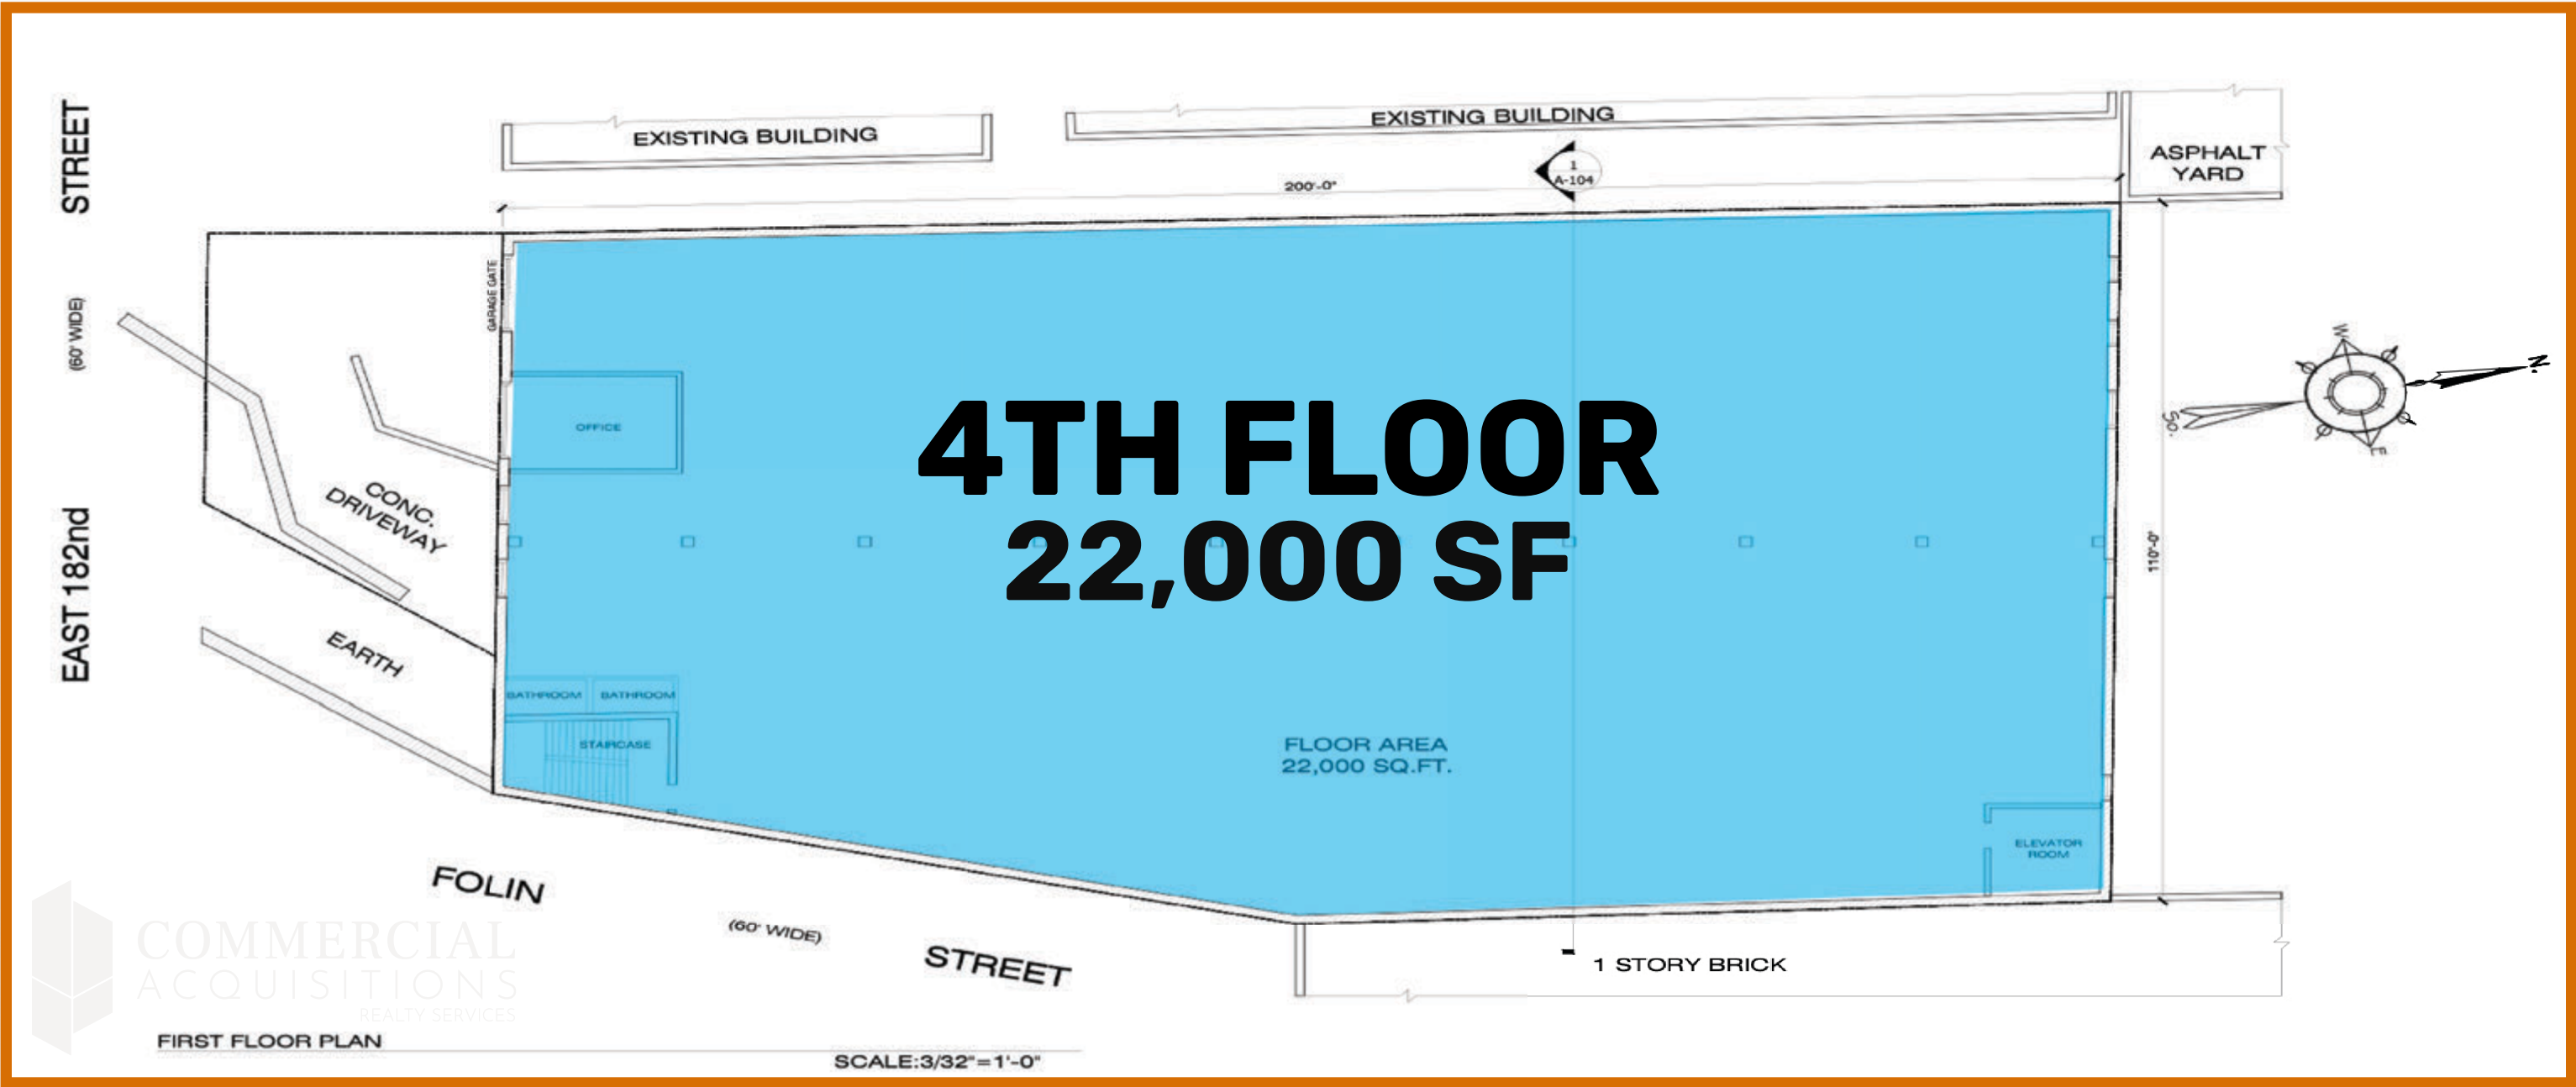 EXISTING BUILDING
EXISTING BUILDING
1
A-104
ASPHALT
YARD
200'-0"
STREET
(60' WIDE)
EAST 182nd
GARAGE GATE
OFFICE
CONC.
DRIVEWAY
EARTH
4TH FLOOR
22,000 SF
W
N
E
110'-0"
BATHROOM BATHROOM
STAIRCASE
FLOOR AREA
22,000 SQ.FT.
ELEVATOR
ROOM
FOLIN
(60' WIDE)
STREET
1 STORY BRICK
COMMERCIAL
ACQUISITIONS
REALTY SERVICES
FIRST FLOOR PLAN
SCALE:3/32"=1'-0"